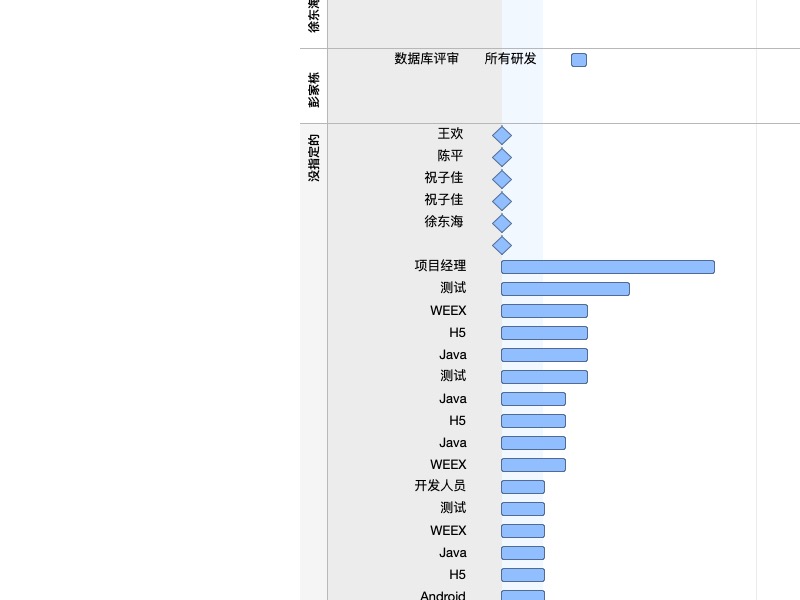 徐东海
数据库评审 所有研发
彭家栋
没指定的
王欢
陈平
祝子佳
祝子佳
徐东海
项目经理
测试
WEEX
H5
Java
测试
Java
H5
Java
WEEX
开发人员
测试
WEEX
Java
H5
Android